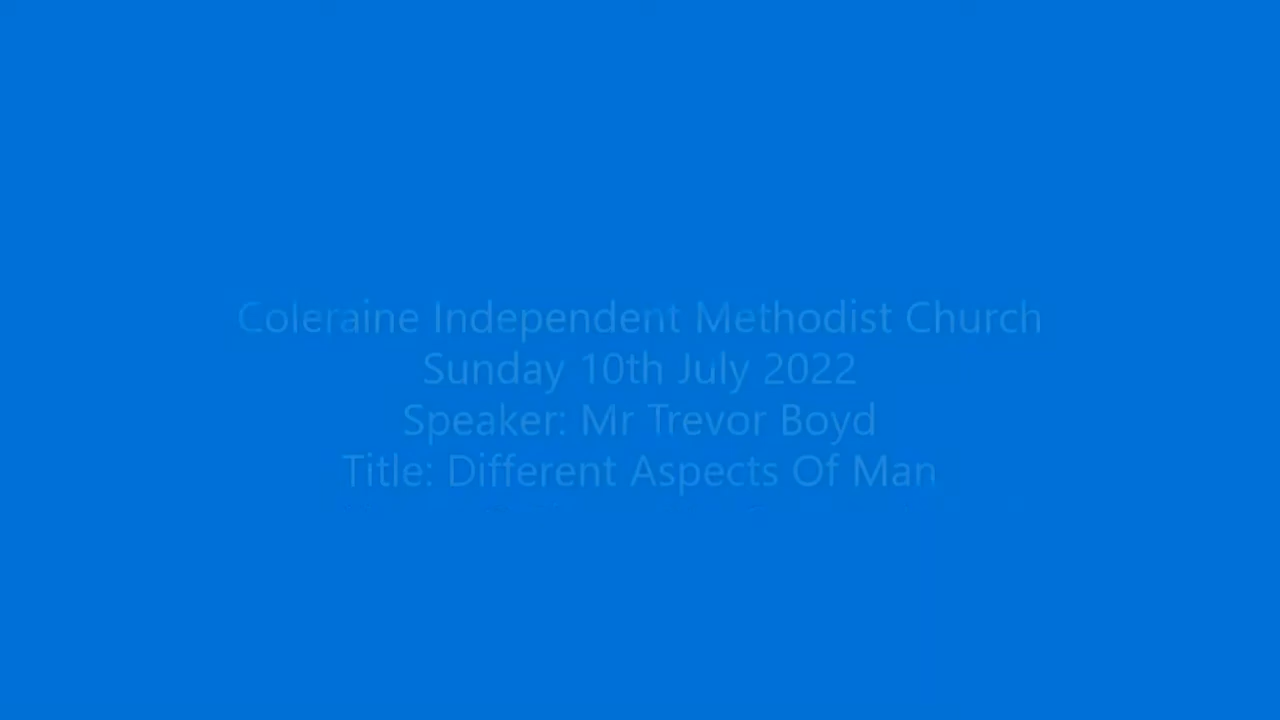 Coleraine Independent Methodist Church
Sunday 10th July 2022
Speaker: Mr Trevor Boyd
Title: Different Aspects Of Man